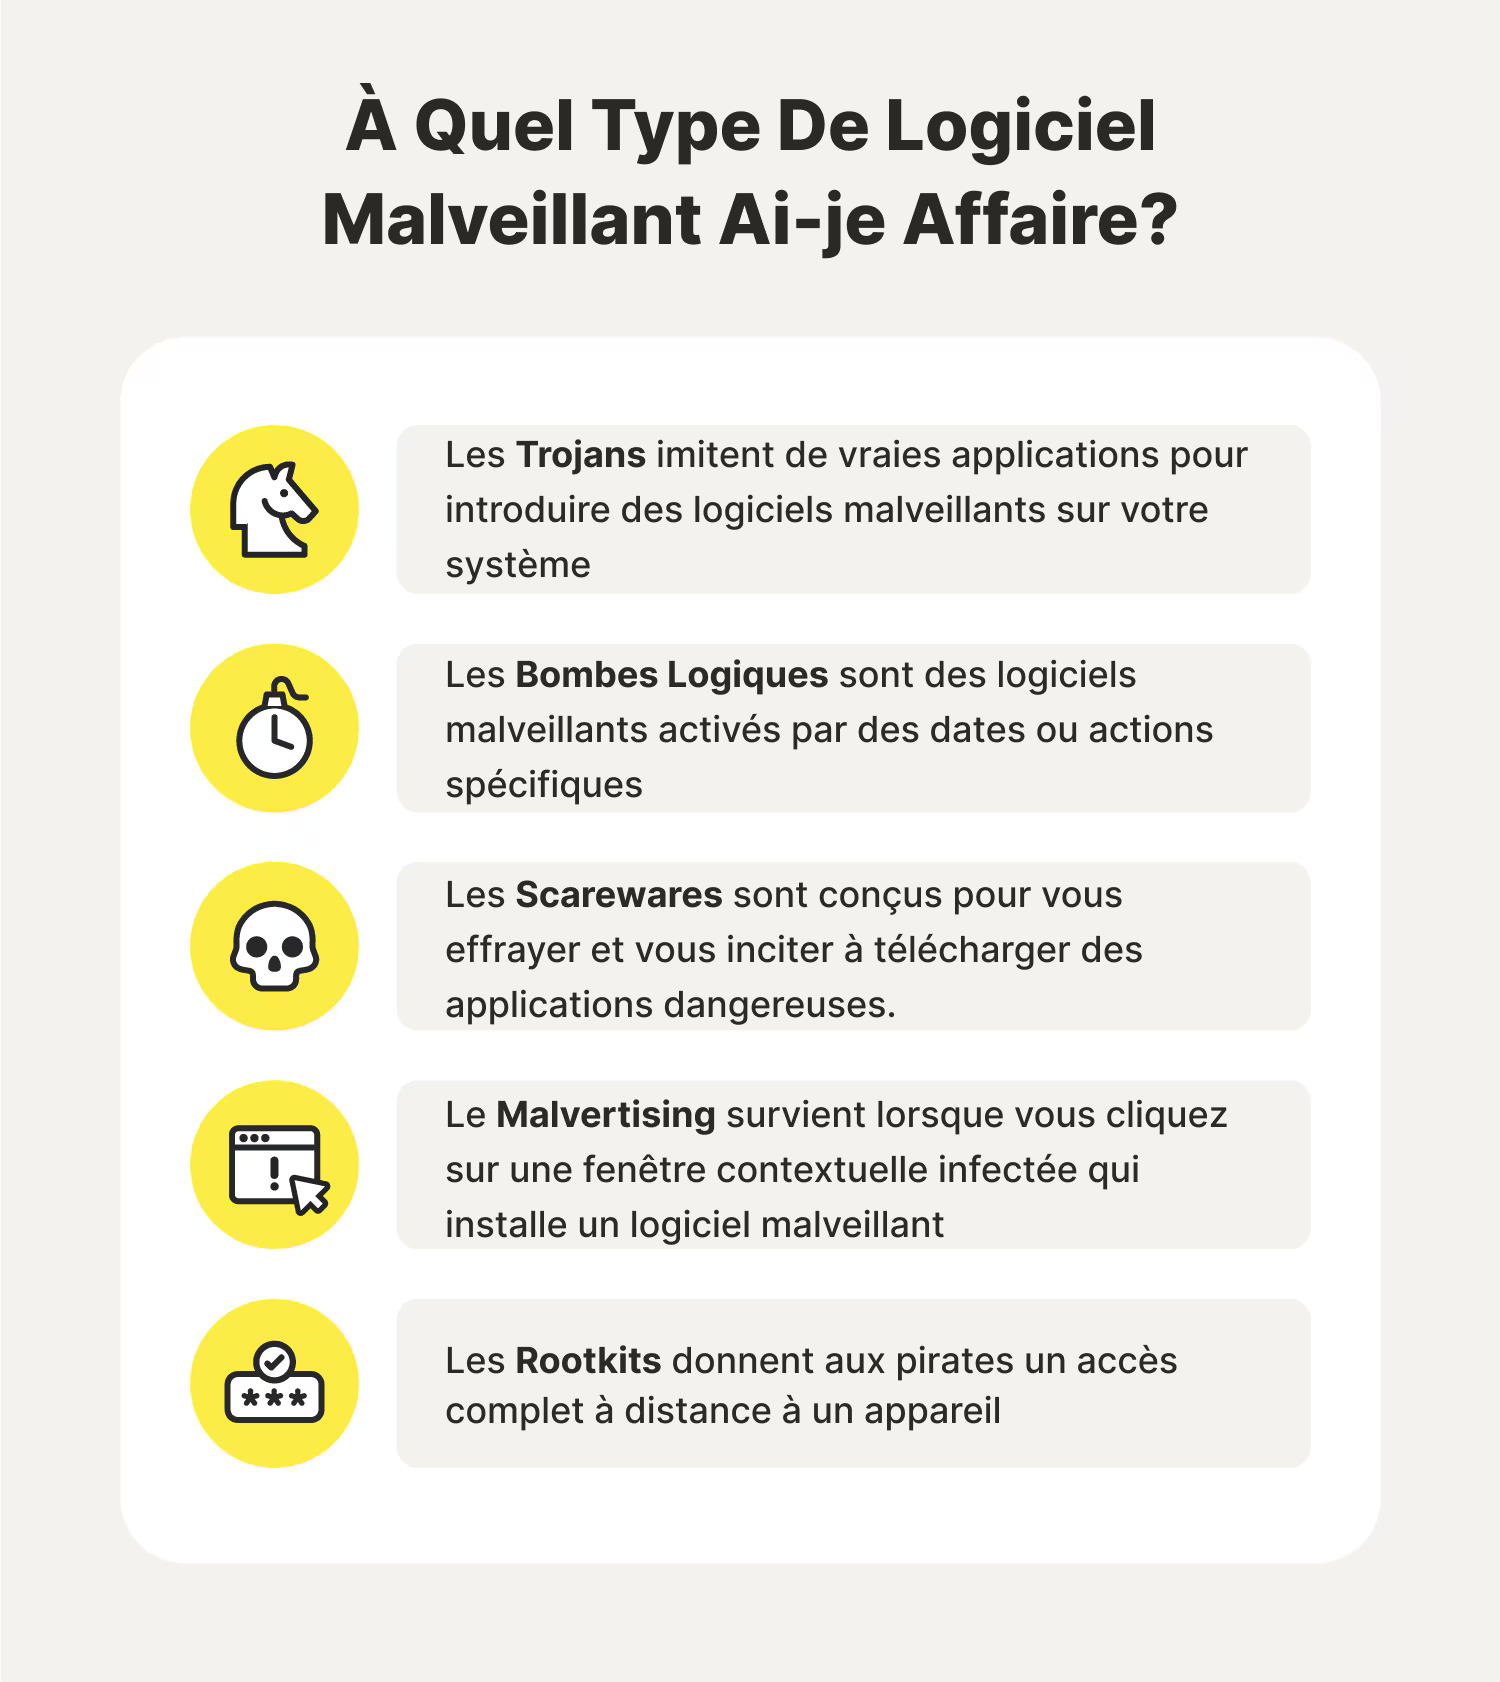 À Quel Type De Logiciel
Malveillant Ai-je Affaire?
Les Trojans imitent de vraies applications pour
introduire des logiciels malveillants sur votre
système
Les Bombes Logiques sont des logiciels
malveillants activés par des dates ou actions
spécifiques
Les Scarewares sont conçus pour vous
effrayer et vous inciter à télécharger des
applications dangereuses.
Le Malvertising survient lorsque vous cliquez
sur une fenêtre contextuelle infectée qui
installe un logiciel malveillant
Les Rootkits donnent aux pirates un accès
complet à distance à un appareil